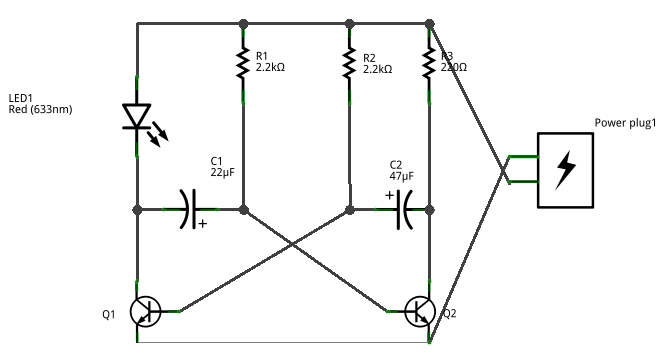 R1
2.2kΩ
R2
2.2kΩ
R3
220Ω
LED1
Red (633nm)
Power plug1
C1
22µF
+
C2
47µF
+
Q1
Q2